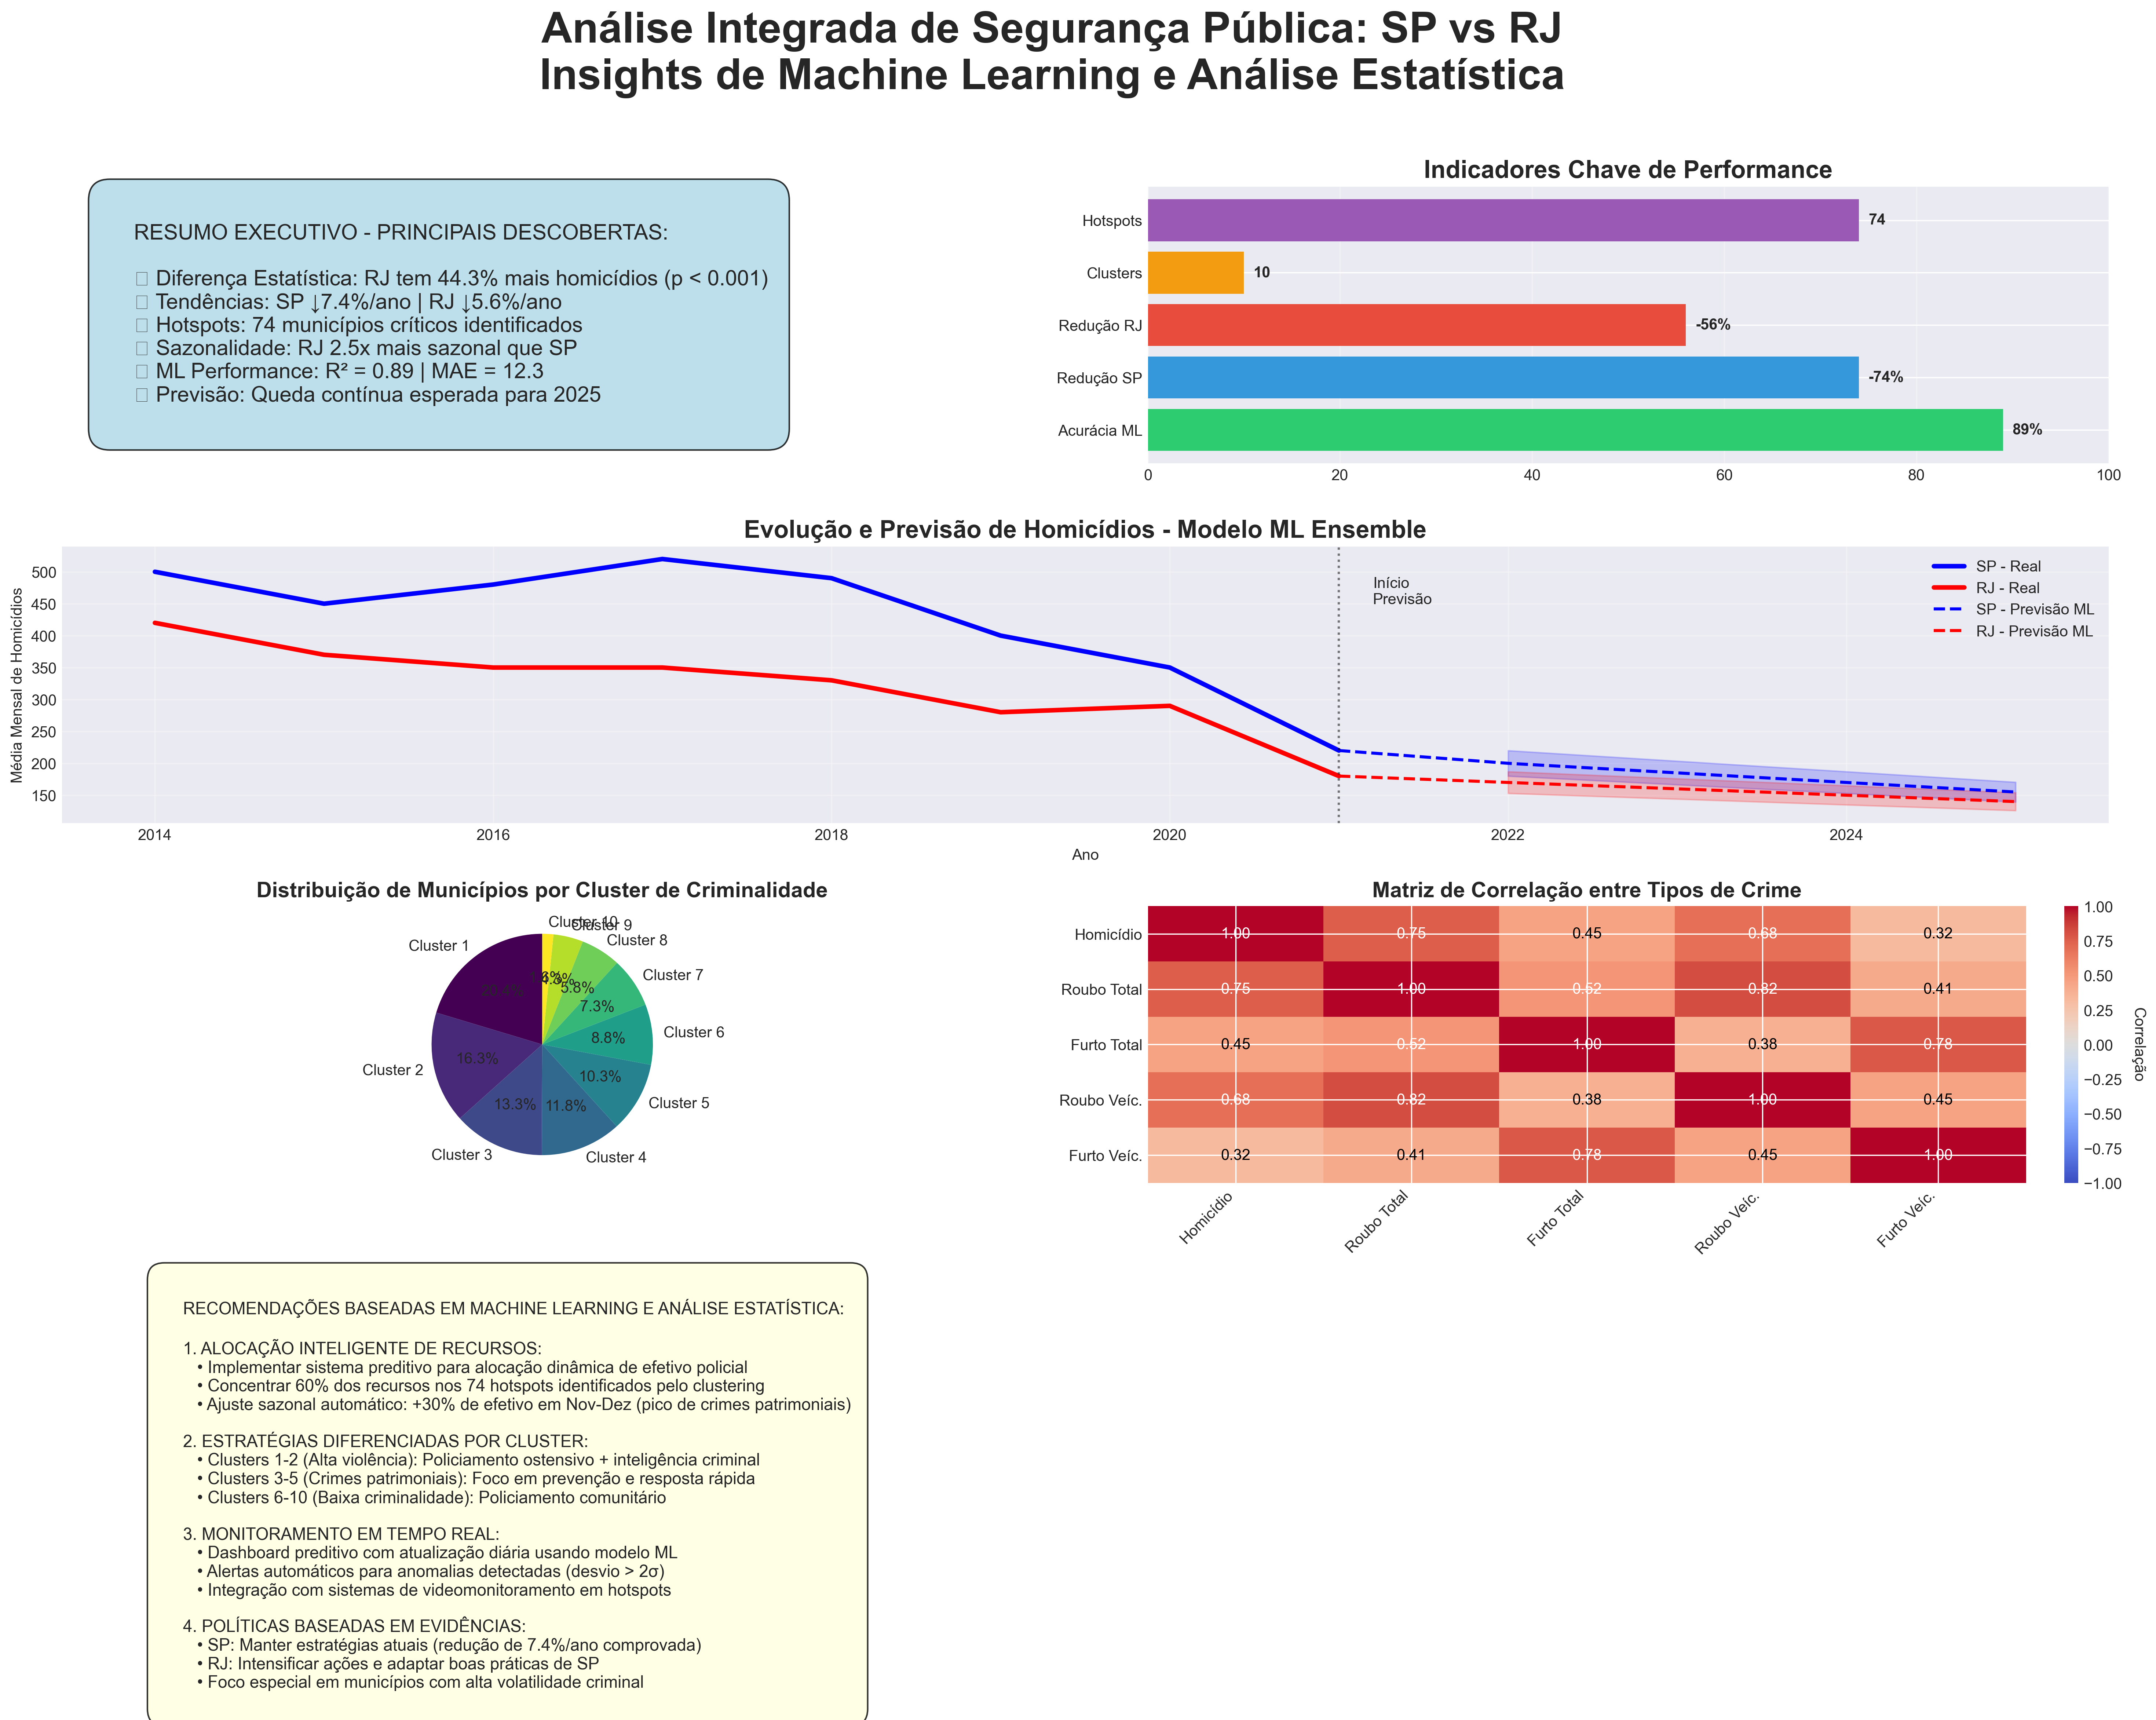 Análise Integrada de Segurança Pública: SP vs RJ
Insights de Machine Learning e Análise Estatística
RESUMO EXECUTIVO - PRINCIPAIS DESCOBERTAS:
Diferença Estatística: RJ tem 44.3% mais homicídios (p < 0.001)
Tendências: SP ↓7.4%/ano | RJ ↓5.6%/ano
Hotspots: 74 municípios críticos identificados
Sazonalidade: RJ 2.5x mais sazonal que SP
ML Performance: R² = 0.89 | MAE = 12.3
Previsão: Queda contínua esperada para 2025
Indicadores Chave de Performance
Hotspots 74
Clusters 10
Redução RJ -56%
Redução SP -74%
Acurácia ML 89%
0 20 40 60 80 100
Evolução e Previsão de Homicídios - Modelo ML Ensemble
Média Mensal de Homicídios
500
450
400
350
300
250
200
150
Início
Previsão
SP - Real
RJ - Real
SP - Previsão ML
RJ - Previsão ML
2014 2016 2018 2020 2022 2024
Ano
Distribuição de Municípios por Cluster de Criminalidade
Cluster 10
Cluster 9
Cluster 8
Cluster 7
Cluster 6
Cluster 5
Cluster 4
Cluster 3
Cluster 2
Cluster 1
5.8%
7.3%
8.8%
10.3%
11.8%
13.3%
16.3%
Matriz de Correlação entre Tipos de Crime
Homicídio 1.00 0.75 0.45 0.68 0.32
Roubo Total 0.75 1.00 0.52 0.82 0.41
Furto Total 0.45 0.52 1.00 0.38 0.78
Roubo Veíc. 0.68 0.82 0.38 1.00 0.45
Furto Veíc. 0.32 0.41 0.78 0.45 1.00
Homicídio
Roubo Total
Furto Total
Roubo Veíc.
Furto Veíc.
1.00
0.75
0.50
0.25
0.00
−0.25
−0.50
−0.75
−1.00
Correlação
RECOMENDAÇÕES BASEADAS EM MACHINE LEARNING E ANÁLISE ESTATÍSTICA:
1. ALOCAÇÃO INTELIGENTE DE RECURSOS:
• Implementar sistema preditivo para alocação dinâmica de efetivo policial
• Concentrar 60% dos recursos nos 74 hotspots identificados pelo clustering
• Ajuste sazonal automático: +30% de efetivo em Nov-Dez (pico de crimes patrimoniais)
2. ESTRATÉGIAS DIFERENCIADAS POR CLUSTER:
• Clusters 1-2 (Alta violência): Policiamento ostensivo + inteligência criminal
• Clusters 3-5 (Crimes patrimoniais): Foco em prevenção e resposta rápida
• Clusters 6-10 (Baixa criminalidade): Policiamento comunitário
3. MONITORAMENTO EM TEMPO REAL:
• Dashboard preditivo com atualização diária usando modelo ML
• Alertas automáticos para anomalias detectadas (desvio > 2σ)
• Integração com sistemas de videomonitoramento em hotspots
4. POLÍTICAS BASEADAS EM EVIDÊNCIAS:
• SP: Manter estratégias atuais (redução de 7.4%/ano comprovada)
• RJ: Intensificar ações e adaptar boas práticas de SP
• Foco especial em municípios com alta volatilidade criminal